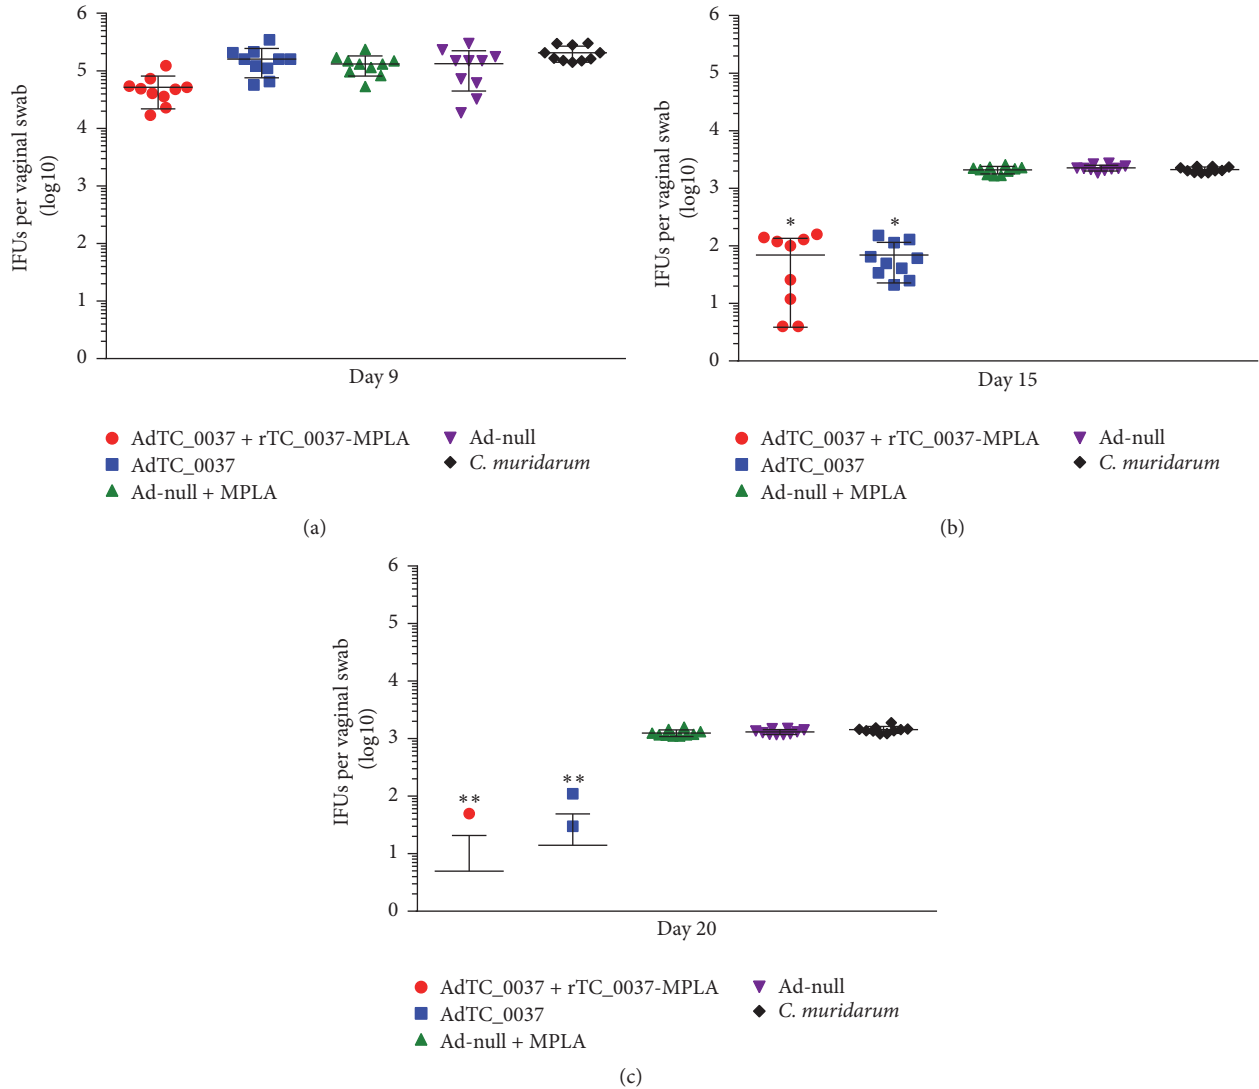 6
5
4
3
2
1
0
IFUs per vaginal swab
(log10)
Day 9
AdTC_0037 + rTC_0037-MPLA
AdTC_0037
Ad-null + MPLA
Ad-null
C. muridarum
(a)
6
5
4
3
2
1
0
IFUs per vaginal swab
(log10)
*
*
Day 15
AdTC_0037 + rTC_0037-MPLA
AdTC_0037
Ad-null + MPLA
Ad-null
C. muridarum
(b)
6
5
4
3
2
1
0
IFUs per vaginal swab
(log10)
**
**
Day 20
AdTC_0037 + rTC_0037-MPLA
AdTC_0037
Ad-null + MPLA
Ad-null
C. muridarum
(c)